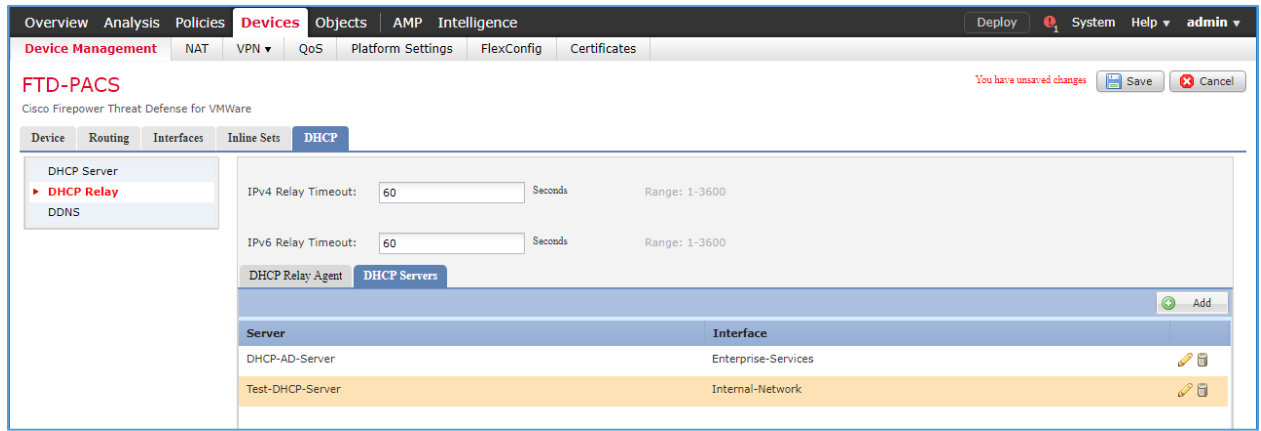 Overview Analysis Policies Devices Objects AMP Intelligence Deploy 1 System Help admin
Device Management NAT VPN QoS Platform Settings FlexConfig Certificates
FTD-PACS You have unsaved changes Save Cancel
Cisco Firepower Threat Defense for VMWare
Device Routing Interfaces Inline Sets DHCP
DHCP Server
DHCP Relay
DDNS
IPv4 Relay Timeout: 60 Seconds Range: 1-3600
IPv6 Relay Timeout: 60 Seconds Range: 1-3600
DHCP Relay Agent DHCP Servers
Add
Server Interface
DHCP-AD-Server Enterprise-Services
Test-DHCP-Server Internal-Network